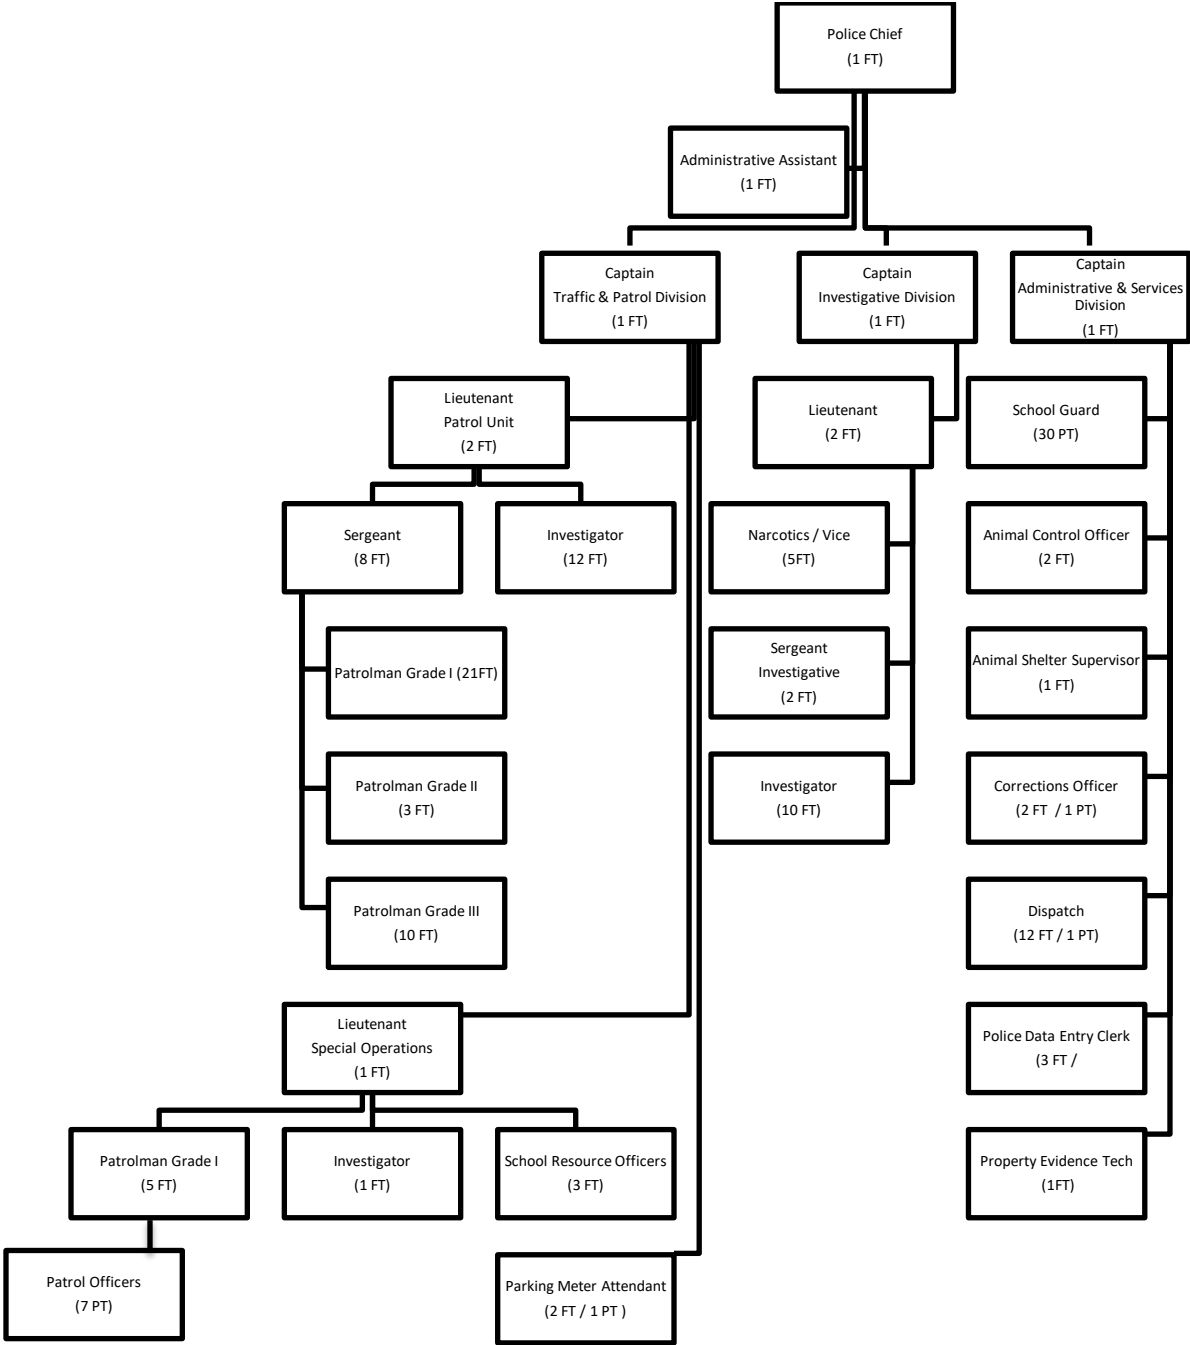 Police Chief
(1 FT)
Administrative Assistant
(1 FT)
Captain
Traffic & Patrol Division
(1 FT)
Captain
Investigative Division
(1 FT)
Captain
Administrative & Services
Division
(1 FT)
Lieutenant
Patrol Unit
(2 FT)
Lieutenant
(2 FT)
School Guard
(30 PT)
Sergeant
(8 FT)
Investigator
(12 FT)
Narcotics / Vice
(5FT)
Animal Control Officer
(2 FT)
Patrolman Grade I (21FT)
Sergeant
Investigative
(2 FT)
Animal Shelter Supervisor
(1 FT)
Patrolman Grade II
(3 FT)
Investigator
(10 FT)
Corrections Officer
(2 FT  / 1 PT)
Patrolman Grade III
(10 FT)
Dispatch
(12 FT / 1 PT)
Lieutenant
Special Operations
(1 FT)
Police Data Entry Clerk
(3 FT /
Patrolman Grade I
(5 FT)
Investigator
(1 FT)
School Resource Officers
(3 FT)
Property Evidence Tech
(1FT)
Patrol Officers
(7 PT)
Parking Meter Attendant
(2 FT / 1 PT )